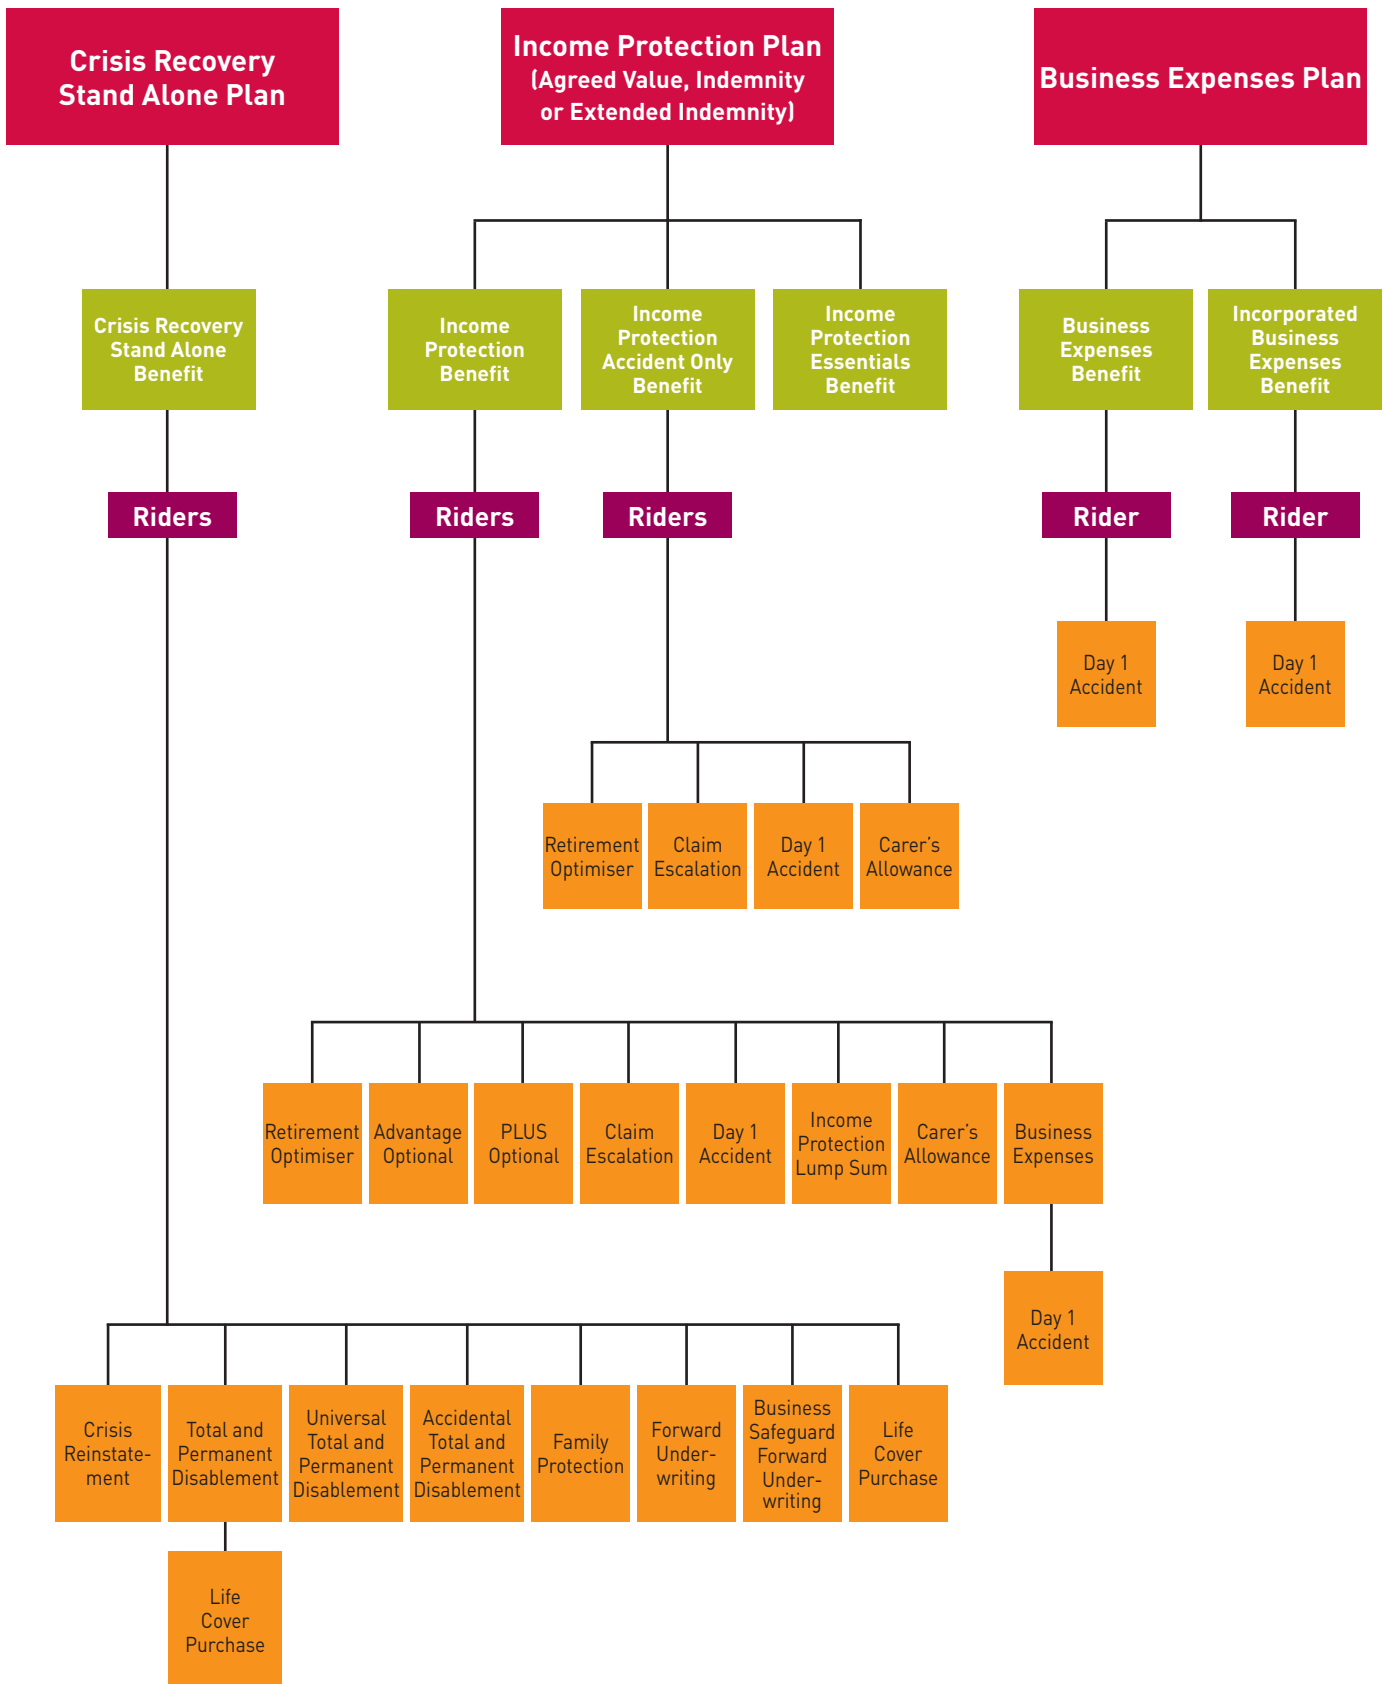 Crisis Recovery
Stand Alone Plan
Income Protection Plan
(Agreed Value, Indemnity
or Extended Indemnity)
Business Expenses Plan
Crisis Recovery
Stand Alone
Benefit
Income
Protection
Benefit
Income
Protection
Accident Only
Benefit
Income
Protection
Essentials
Benefit
Business
Expenses
Benefit
Incorporated
Business
Expenses
Benefit
Riders
Riders
Riders
Rider
Rider
Day 1
Accident
Day 1
Accident
Retirement
Optimiser
Claim
Escalation
Day 1
Accident
Carer’s
Allowance
Retirement
Optimiser
Advantage
Optional
PLUS
Optional
Claim
Escalation
Day 1
Accident
Income
Protection
Lump Sum
Carer’s
Allowance
Business
Expenses
Day 1
Accident
Crisis
Reinstate-
ment
Total and
Permanent
Disablement
Universal
Total and
Permanent
Disablement
Accidental
Total and
Permanent
Disablement
Family
Protection
Forward
Under-
writing
Business
Safeguard
Forward
Under-
writing
Life
Cover
Purchase
Life
Cover
Purchase